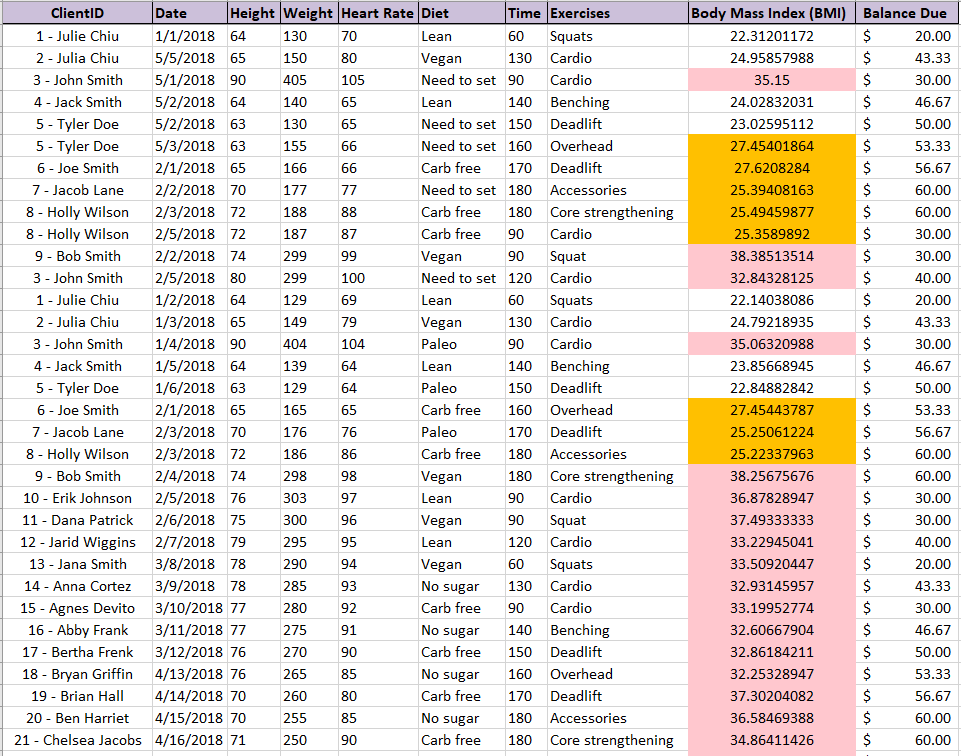 ClientID Date Height Weight Heart Rate Diet Time Exercises Body Mass Index (BMI) Balance Due
1 - Julie Chiu 1/1/2018 64 130 70 Lean 60 Squats 22.31201172 $ 20.00
2 - Julia Chiu 5/5/2018 65 150 80 Vegan 130 Cardio 24.95857988 $ 43.33
3 - John Smith 5/1/2018 90 405 105 Need to set 90 Cardio 35.15 $ 30.00
4 - Jack Smith 5/2/2018 64 140 65 Lean 140 Benching 24.02832031 $ 46.67
5 - Tyler Doe 5/2/2018 63 130 65 Need to set 150 Deadlift 23.02595112 $ 50.00
5 - Tyler Doe 5/3/2018 63 155 66 Need to set 160 Overhead 27.45401864 $ 53.33
6 - Joe Smith 2/1/2018 65 166 66 Carb free 170 Deadlift 27.6208284 $ 56.67
7 - Jacob Lane 2/2/2018 70 177 77 Need to set 180 Accessories 25.39408163 $ 60.00
8 - Holly Wilson 2/3/2018 72 188 88 Carb free 180 Core strengthening 25.49459877 $ 60.00
8 - Holly Wilson 2/5/2018 72 187 87 Carb free 90 Cardio 25.3589892 $ 30.00
9 - Bob Smith 2/2/2018 74 299 99 Vegan 90 Squat 38.38513514 $ 30.00
3 - John Smith 2/5/2018 80 299 100 Need to set 120 Cardio 32.84328125 $ 40.00
1 - Julie Chiu 1/2/2018 64 129 69 Lean 60 Squats 22.14038086 $ 20.00
2 - Julia Chiu 1/3/2018 65 149 79 Vegan 130 Cardio 24.79218935 $ 43.33
3 - John Smith 1/4/2018 90 404 104 Paleo 90 Cardio 35.06320988 $ 30.00
4 - Jack Smith 1/5/2018 64 139 64 Lean 140 Benching 23.85668945 $ 46.67
5 - Tyler Doe 1/6/2018 63 129 64 Paleo 150 Deadlift 22.84882842 $ 50.00
6 - Joe Smith 2/1/2018 65 165 65 Carb free 160 Overhead 27.45443787 $ 53.33
7 - Jacob Lane 2/3/2018 70 176 76 Paleo 170 Deadlift 25.25061224 $ 56.67
8 - Holly Wilson 2/3/2018 72 186 86 Carb free 180 Accessories 25.22337963 $ 60.00
9 - Bob Smith 2/4/2018 74 298 98 Vegan 180 Core strengthening 38.25675676 $ 60.00
10 - Erik Johnson 2/5/2018 76 303 97 Lean 90 Cardio 36.87828947 $ 30.00
11 - Dana Patrick 2/6/2018 75 300 96 Vegan 90 Squat 37.49333333 $ 30.00
12 - Jarid Wiggins 2/7/2018 79 295 95 Lean 120 Cardio 33.22945041 $ 40.00
13 - Jana Smith 3/8/2018 78 290 94 Vegan 60 Squats 33.50920447 $ 20.00
14 - Anna Cortez 3/9/2018 78 285 93 No sugar 130 Cardio 32.93145957 $ 43.33
15 - Agnes Devito 3/10/2018 77 280 92 Carb free 90 Cardio 33.19952774 $ 30.00
16 - Abby Frank 3/11/2018 77 275 91 No sugar 140 Benching 32.60667904 $ 46.67
17 - Bertha Frenk 3/12/2018 76 270 90 Carb free 150 Deadlift 32.86184211 $ 50.00
18 - Bryan Griffin 4/13/2018 76 265 85 No sugar 160 Overhead 32.25328947 $ 53.33
19 - Brian Hall 4/14/2018 70 260 80 Carb free 170 Deadlift 37.30204082 $ 56.67
20 - Ben Harriet 4/15/2018 70 255 85 No sugar 180 Accessories 36.58469388 $ 60.00
21 - Chelsea Jacobs 4/16/2018 71 250 90 Carb free 180 Core strengthening 34.86411426 $ 60.00